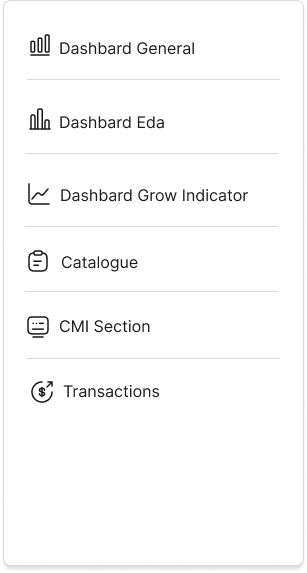 Dashbard General
Dashbard Eda
Dashbard Grow Indicator
Catalogue
CMI Section
Transactions